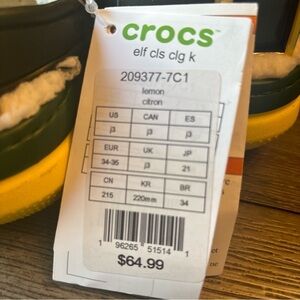 crocs™
elf cls clg k
209377-7C1
lemon
citron
US CAN ES
j3 j3 j3
EUR UK JP
34-35 j3 21
CN KR BR
215 220mm 34
1 96265 51514 1
$64.99